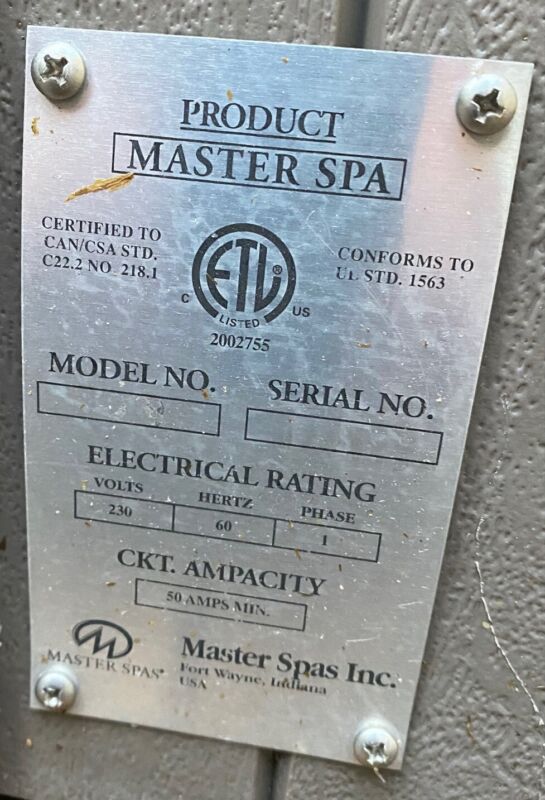 PRODUCT
MASTER SPA
CERTIFIED TO
CAN/CSA STD.
C22.2 NO. 218.1
ETL®
C US
LISTED
2002755
CONFORMS TO
UL STD. 1563
MODEL NO.
SERIAL NO.
ELECTRICAL RATING
VOLTS HERTZ PHASE
230 60 1
CKT. AMPACITY
50 AMPS MIN.
MASTER SPAS®
Master Spas Inc.
Fort Wayne, Indiana
USA